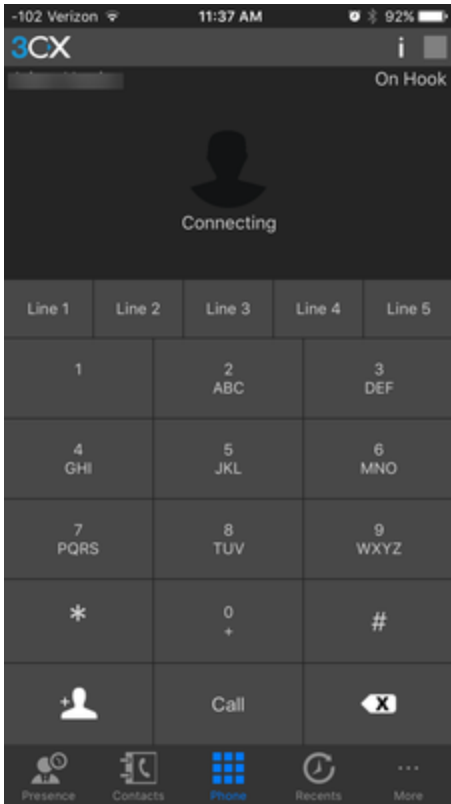 -102 Verizon 11:37 AM 92%
3CX i
On Hook
Connecting
Line 1 Line 2 Line 3 Line 4 Line 5
1 2 3
ABC DEF
4 5 6
GHI JKL MNO
7 8 9
PQRS TUV WXYZ
* 0 #
+
+ Call X
Presence Contacts Phone Recents More